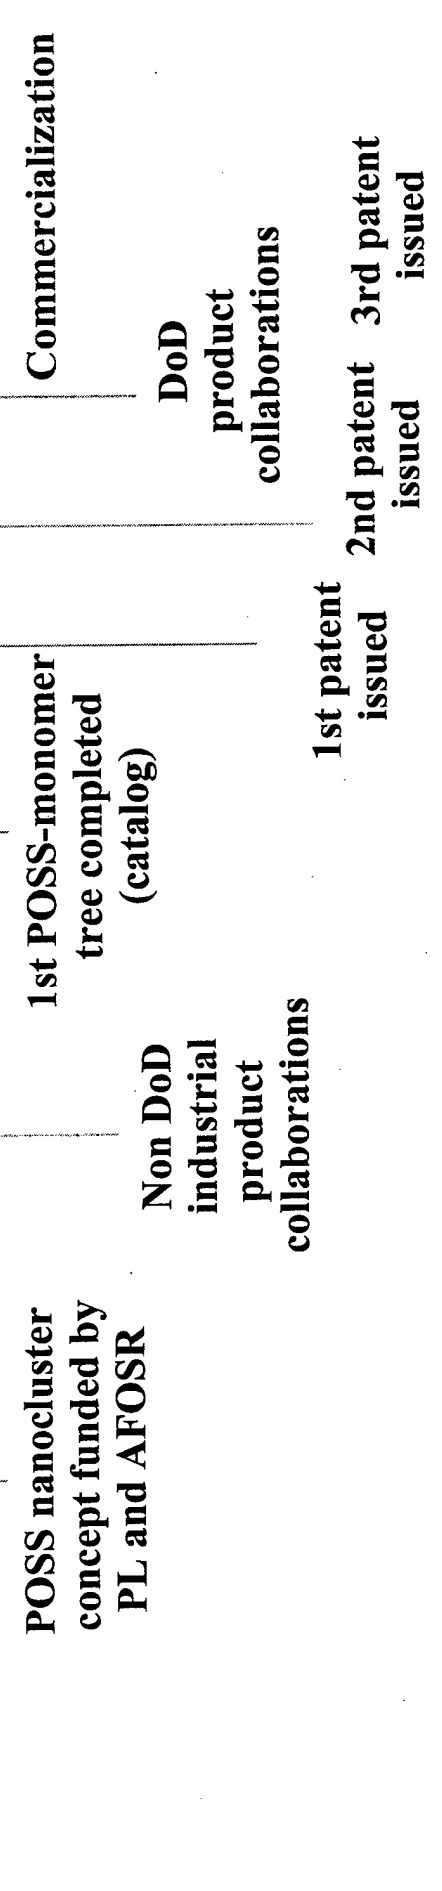 POSS nanocluster
concept funded by
PL and AFOSR
Non DoD
industrial
product
collaborations
1st POSS-monomer
tree completed
(catalog)
1st patent
issued
2nd patent
issued
DoD
product
collaborations
3rd patent
issued
Commercialization